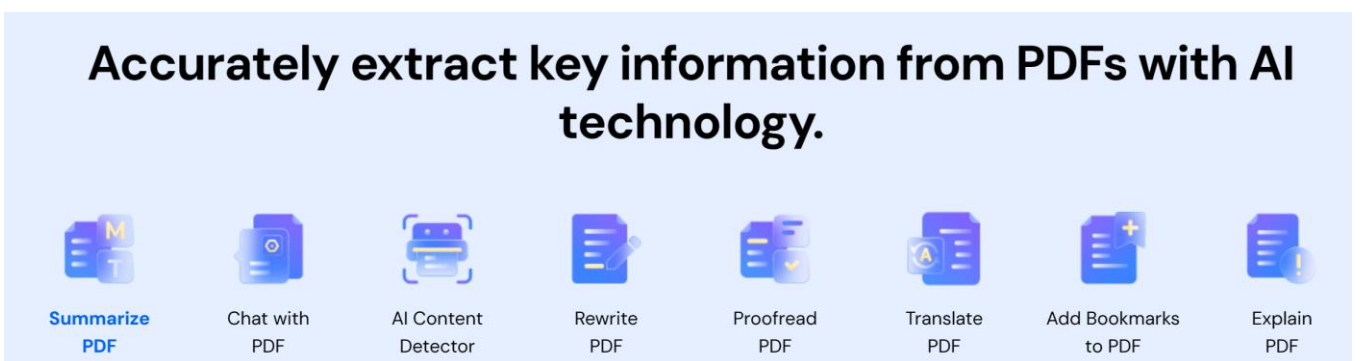 Accurately extract key information from PDFs with AI
technology.
M
T
A
Summarize
PDF
Chat with
PDF
AI Content
Detector
Rewrite
PDF
Proofread
PDF
Translate
PDF
Add Bookmarks
to PDF
Explain
PDF